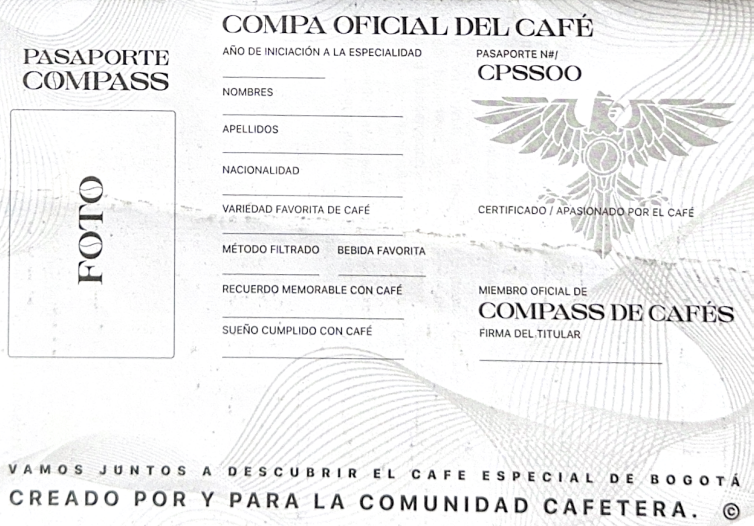 COMPA OFICIAL DEL CAFÉ
PASAPORTE
COMPASS
FOTO
AÑO DE INICIACIÓN A LA ESPECIALIDAD
NOMBRES
APELLIDOS
NACIONALIDAD
VARIEDAD FAVORITA DE CAFÉ
MÉTODO FILTRADO BEBIDA FAVORITA
RECUERDO MEMORABLE CON CAFÉ
SUEÑO CUMPLIDO CON CAFÉ
PASAPORTE N#/
CPSSOO
CERTIFICADO / APASIONADO POR EL CAFÉ
MIEMBRO OFICIAL DE
COMPASS DE CAFÉS
FIRMA DEL TITULAR
VAMOS JUNTOS A DESCUBRIR EL CAFE ESPECIAL DE BOGOTÁ
CREADO POR Y PARA LA COMUNIDAD CAFETERA. ©